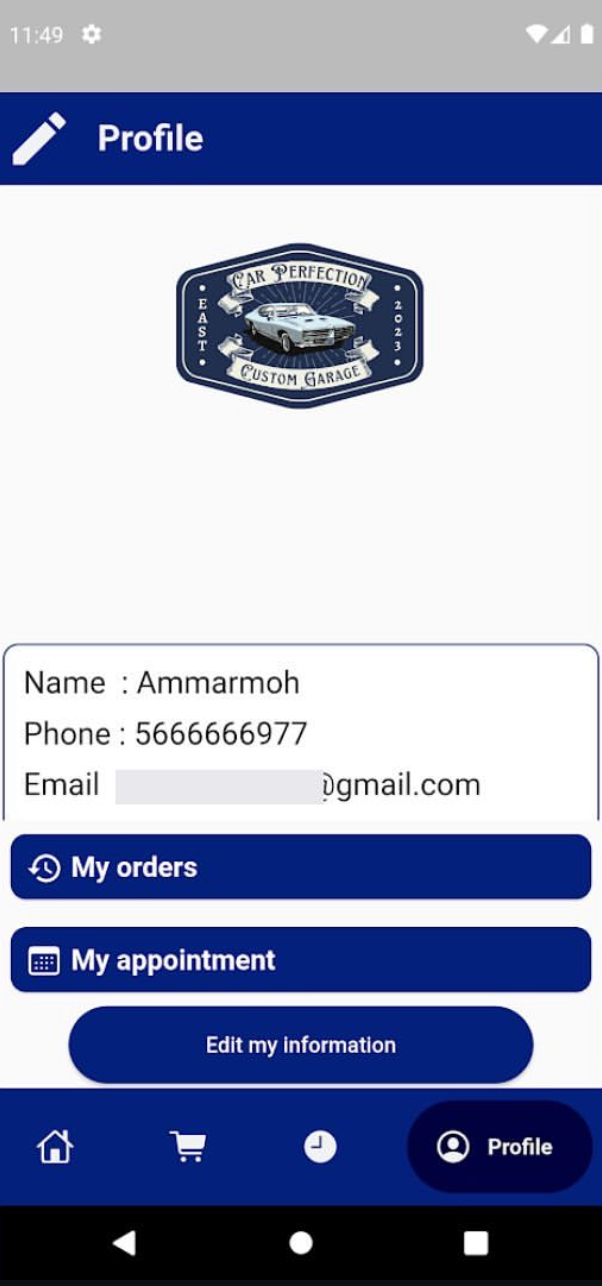 11:49
Profile
CAR PERFECTION
EAST
2023
CUSTOM GARAGE
Name : Ammarmoh
Phone : 5666666977
Email @gmail.com
My orders
My appointment
Edit my information
Profile